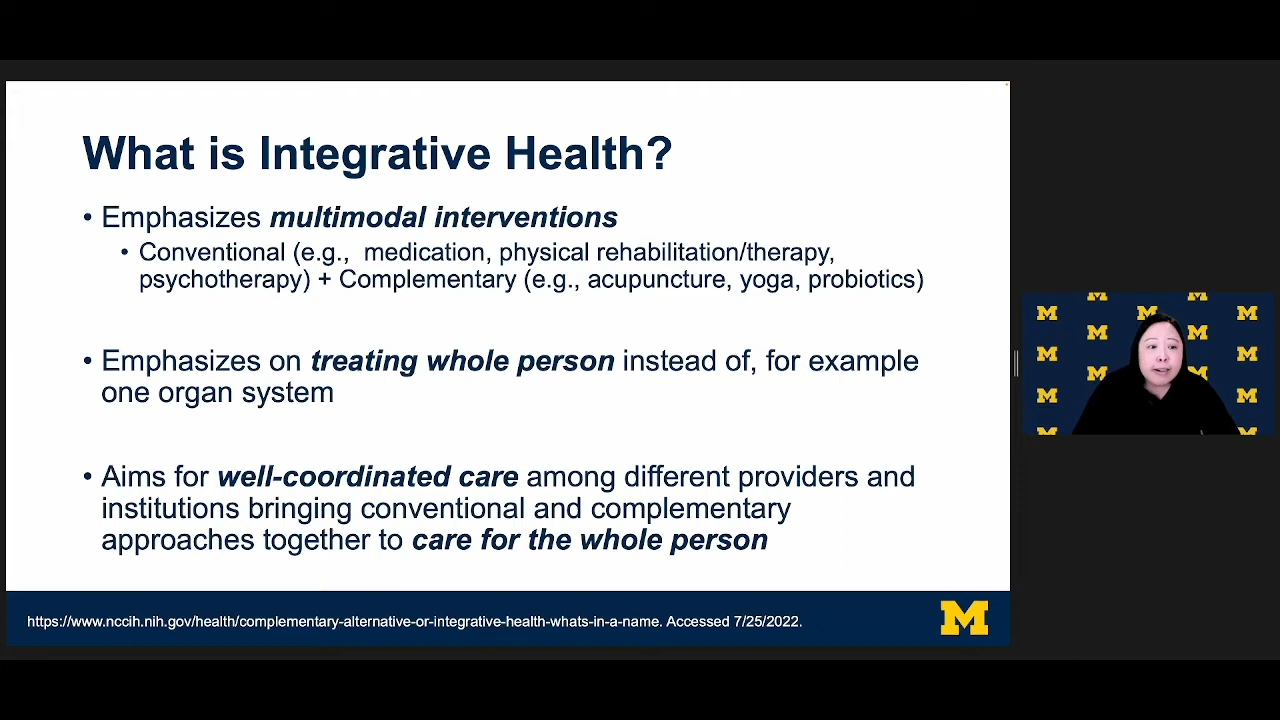 What is Integrative Health?
• Emphasizes multimodal interventions
• Conventional (e.g.,  medication, physical rehabilitation/therapy,
psychotherapy) + Complementary (e.g., acupuncture, yoga, probiotics)
• Emphasizes on treating whole person instead of, for example
one organ system
• Aims for well-coordinated care among different providers and
institutions bringing conventional and complementary
approaches together to care for the whole person
https://www.nccih.nih.gov/health/complementary-alternative-or-integrative-health-whats-in-a-name. Accessed 7/25/2022.
M
M M M
M M M
M M
M M M
M M
M M